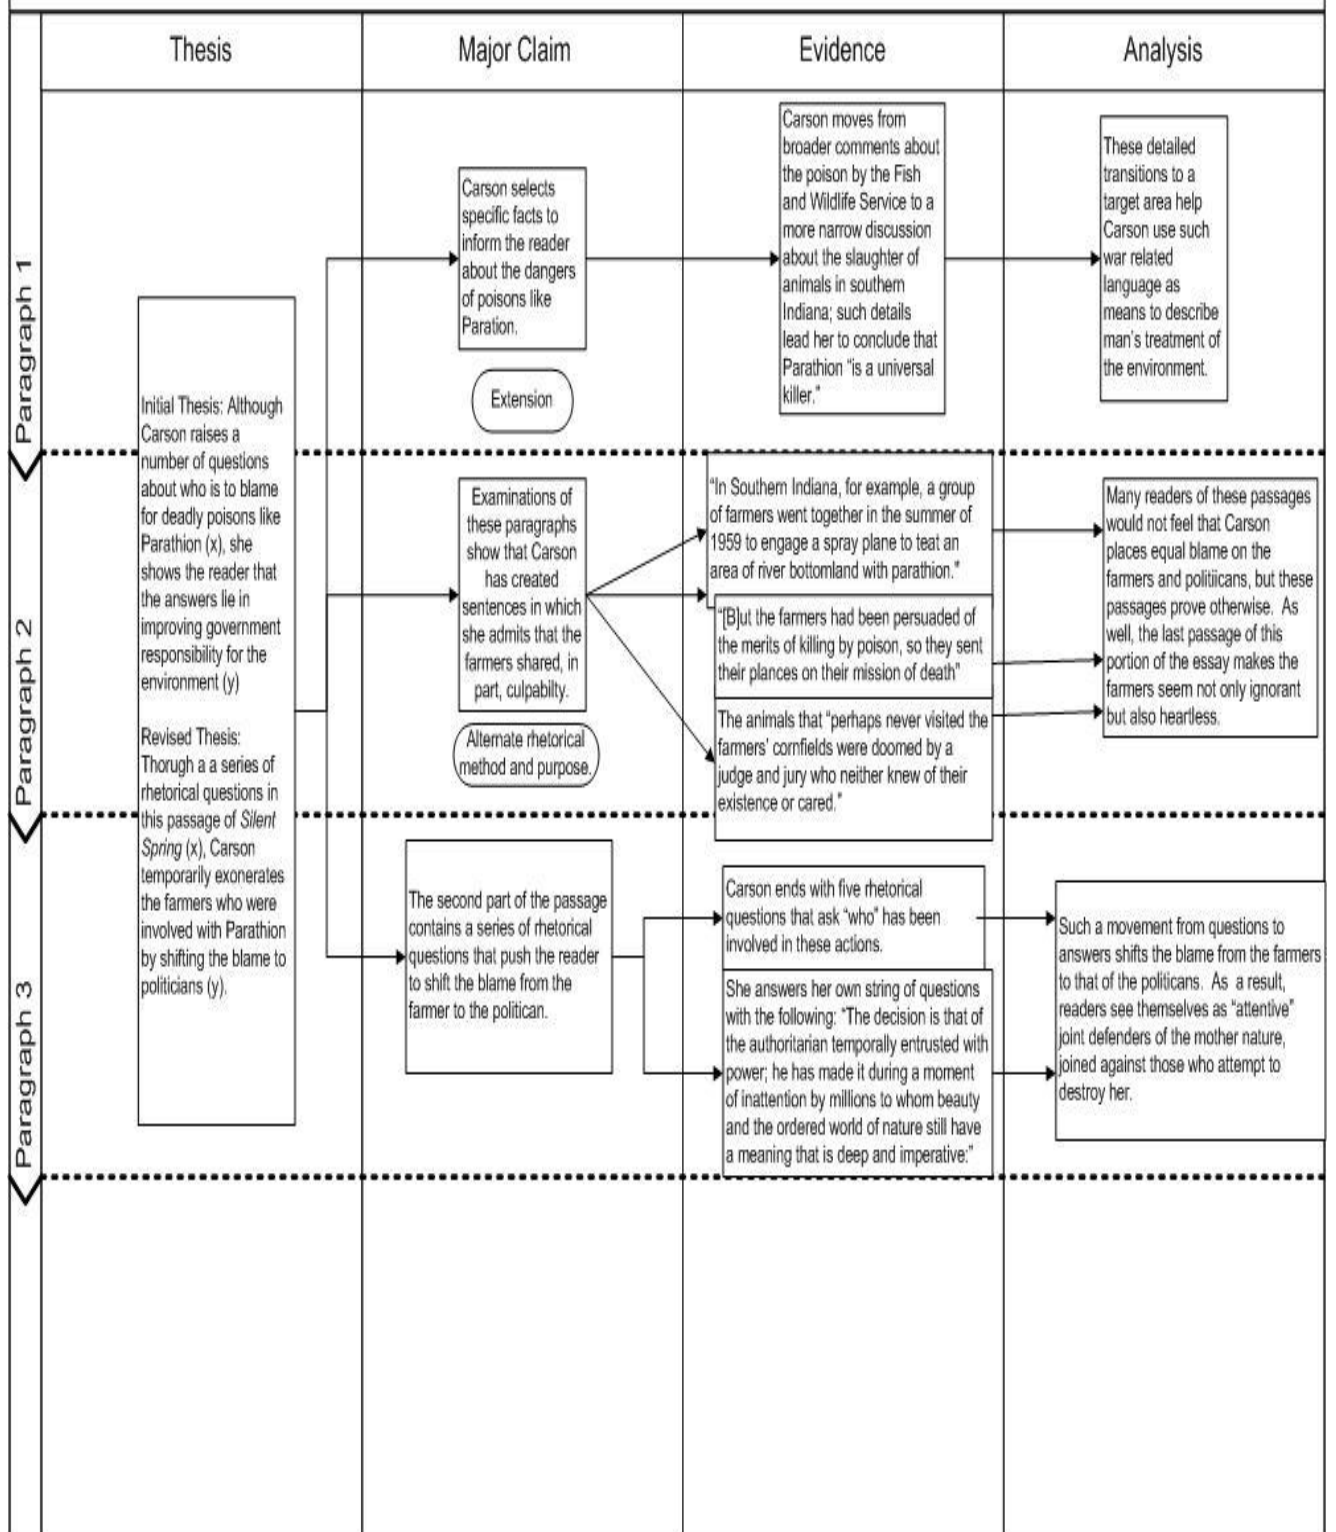 Thesis
Major Claim
Evidence
Analysis
Paragraph 1
Paragraph 2
Paragraph 3
Initial Thesis: Although
Carson raises a
number of questions
about who is to blame
for deadly poisons like
Parathion (x), she
shows the reader that
the answers lie in
improving government
responsibility for the
environment (y)
Revised Thesis:
Thorugh a a series of
rhetorical questions in
this passage of Silent
Spring (x), Carson
temporarily exonerates
the farmers who were
involved with Parathion
by shifting the blame to
politicians (y).
Carson selects
specific facts to
inform the reader
about the dangers
of poisons like
Paration.
Extension
Carson moves from
broader comments about
the poison by the Fish
and Wildlife Service to a
more narrow discussion
about the slaughter of
animals in southern
Indiana; such details
lead her to conclude that
Parathion “is a universal
killer.”
These detailed
transitions to a
target area help
Carson use such
war related
language as
means to describe
man’s treatment of
the environment.
Examinations of
these paragraphs
show that Carson
has created
sentences in which
she admits that the
farmers shared, in
part, culpabilty.
Alternate rhetorical
method and purpose.
“In Southern Indiana, for example, a group
of farmers went together in the summer of
1959 to engage a spray plane to teat an
area of river bottomland with parathion.”
“[B]ut the farmers had been persuaded of
the merits of killing by poison, so they sent
their plances on their mission of death”
The animals that “perhaps never visited the
farmers’ cornfields were doomed by a
judge and jury who neither knew of their
existence or cared.”
Many readers of these passages
would not feel that Carson
places equal blame on the
farmers and politiicans, but these
passages prove otherwise.  As
well, the last passage of this
portion of the essay makes the
farmers seem not only ignorant
but also heartless.
The second part of the passage
contains a series of rhetorical
questions that push the reader
to shift the blame from the
farmer to the politican.
Carson ends with five rhetorical
questions that ask “who” has been
involved in these actions.
She answers her own string of questions
with the following: “The decision is that of
the authoritarian temporally entrusted with
power; he has made it during a moment
of inattention by millions to whom beauty
and the ordered world of nature still have
a meaning that is deep and imperative:”
Such a movement from questions to
answers shifts the blame from the farmers
to that of the politicans.  As  a result,
readers see themselves as “attentive”
joint defenders of the mother nature,
joined against those who attempt to
destroy her.